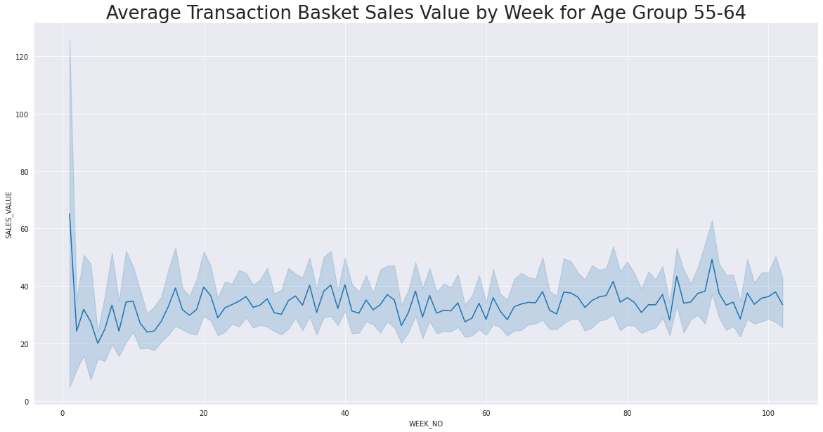 Average Transaction Basket Sales Value by Week for Age Group 55-64
120
100
80
60
40
20
0
SALES_VALUE
0 20 40 60 80 100
WEEK_NO